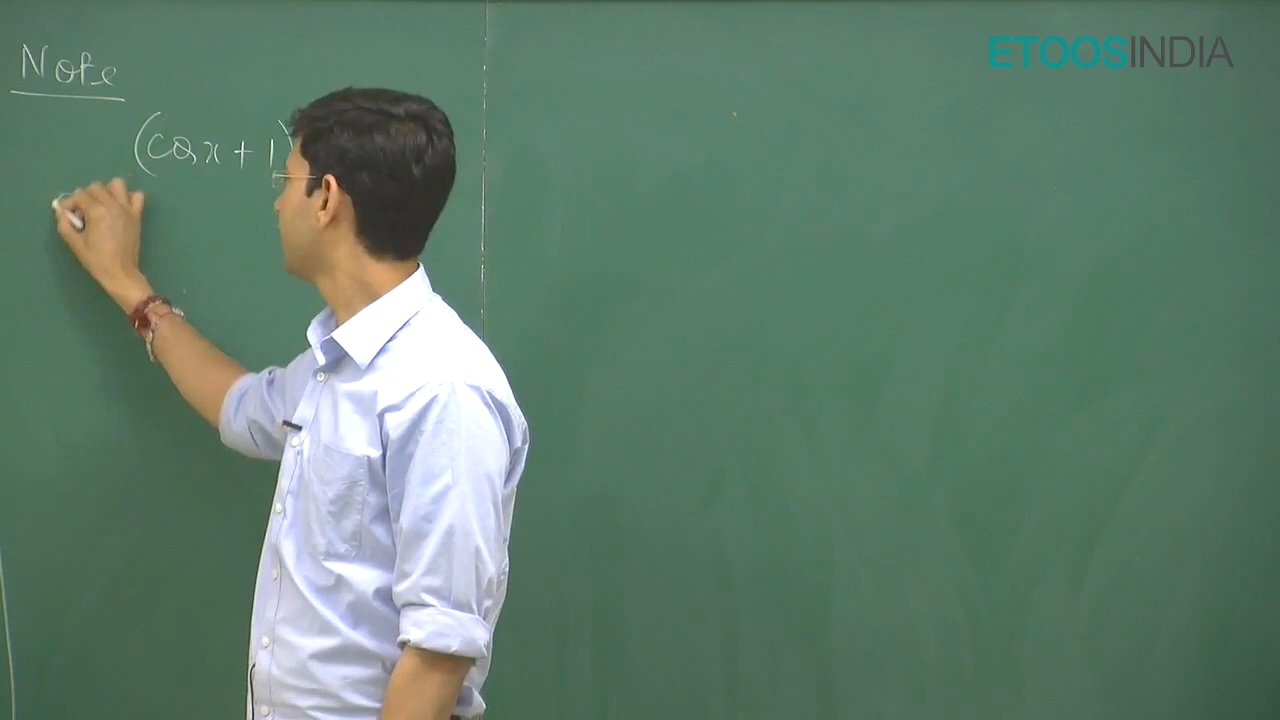 ETOOSINDIA
Note
(cos x + 1)